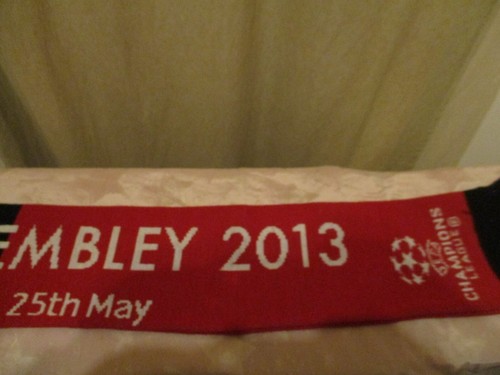 EMBLEY 2013
25th May
UEFA
CHAMPIONS
LEAGUE®